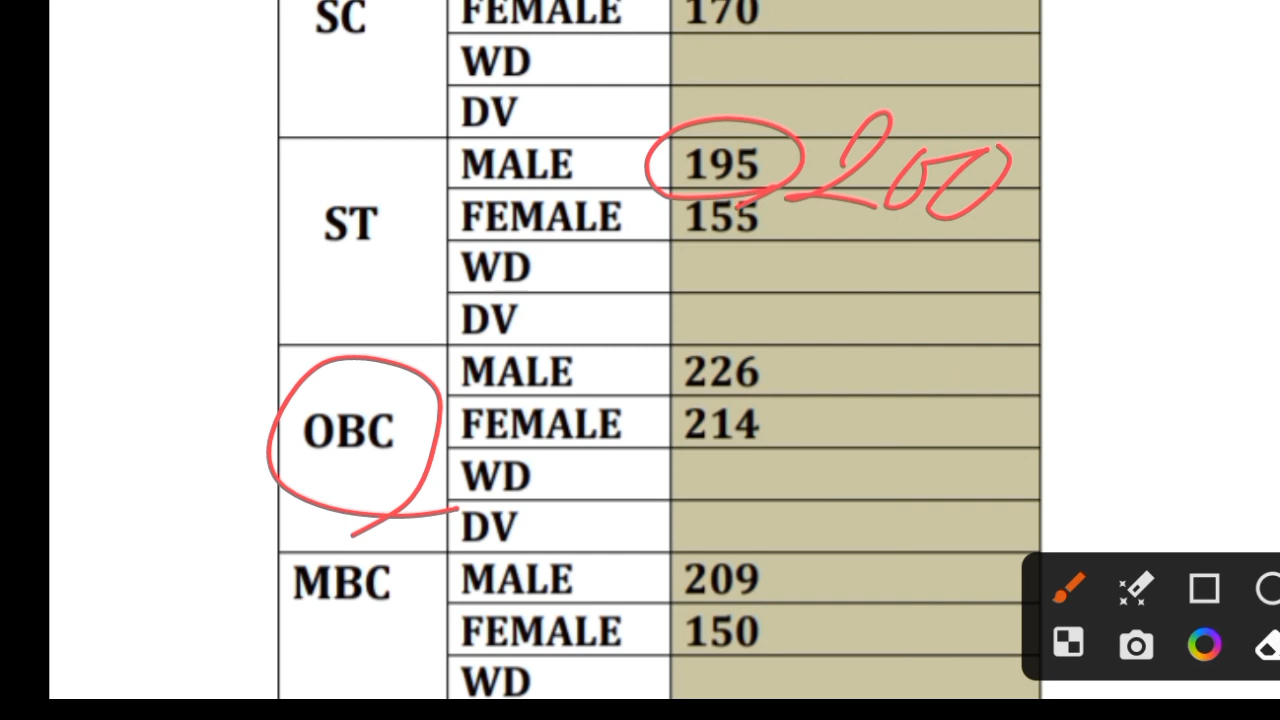 SC FEMALE 170
WD
DV
ST MALE 195 200
FEMALE 155
WD
DV
OBC MALE 226
FEMALE 214
WD
DV
MBC MALE 209
FEMALE 150
WD